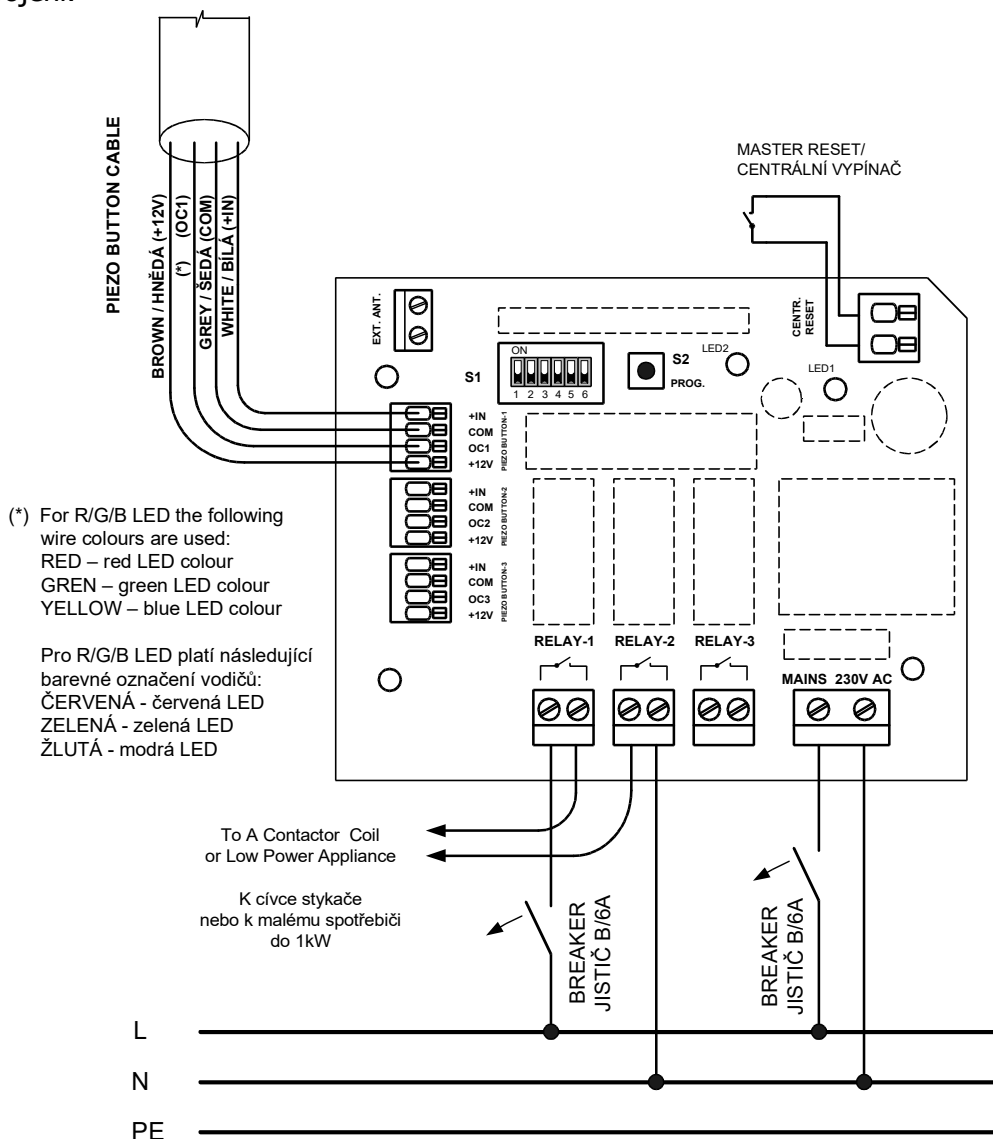 PIEZO BUTTON CABLE
BROWN / HNĚDÁ (+12V)
(*) (OC1)
GREY / ŠEDÁ (COM)
WHITE / BÍLÁ (+IN)
MASTER RESET/
CENTRÁLNÍ VYPÍNAČ
EXT. ANT.
CENTR.
RESET
ON
1 2 3 4 5 6
S1
S2
PROG.
LED2
LED1
+IN
COM
OC1
+12V
PIEZO BUTTON-1
+IN
COM
OC2
+12V
PIEZO BUTTON-2
+IN
COM
OC3
+12V
PIEZO BUTTON-3
(*) For R/G/B LED the following
wire colours are used:
RED – red LED colour
GREN – green LED colour
YELLOW – blue LED colour
Pro R/G/B LED platí následující
barevné označení vodičů:
ČERVENÁ - červená LED
ZELENÁ - zelená LED
ŽLUTÁ - modrá LED
RELAY-1 RELAY-2 RELAY-3
MAINS 230V AC
To A Contactor Coil
or Low Power Appliance
K cívce stykače
nebo k malému spotřebiči
do 1kW
BREAKER
JISTIČ B/6A
BREAKER
JISTIČ B/6A
L
N
PE